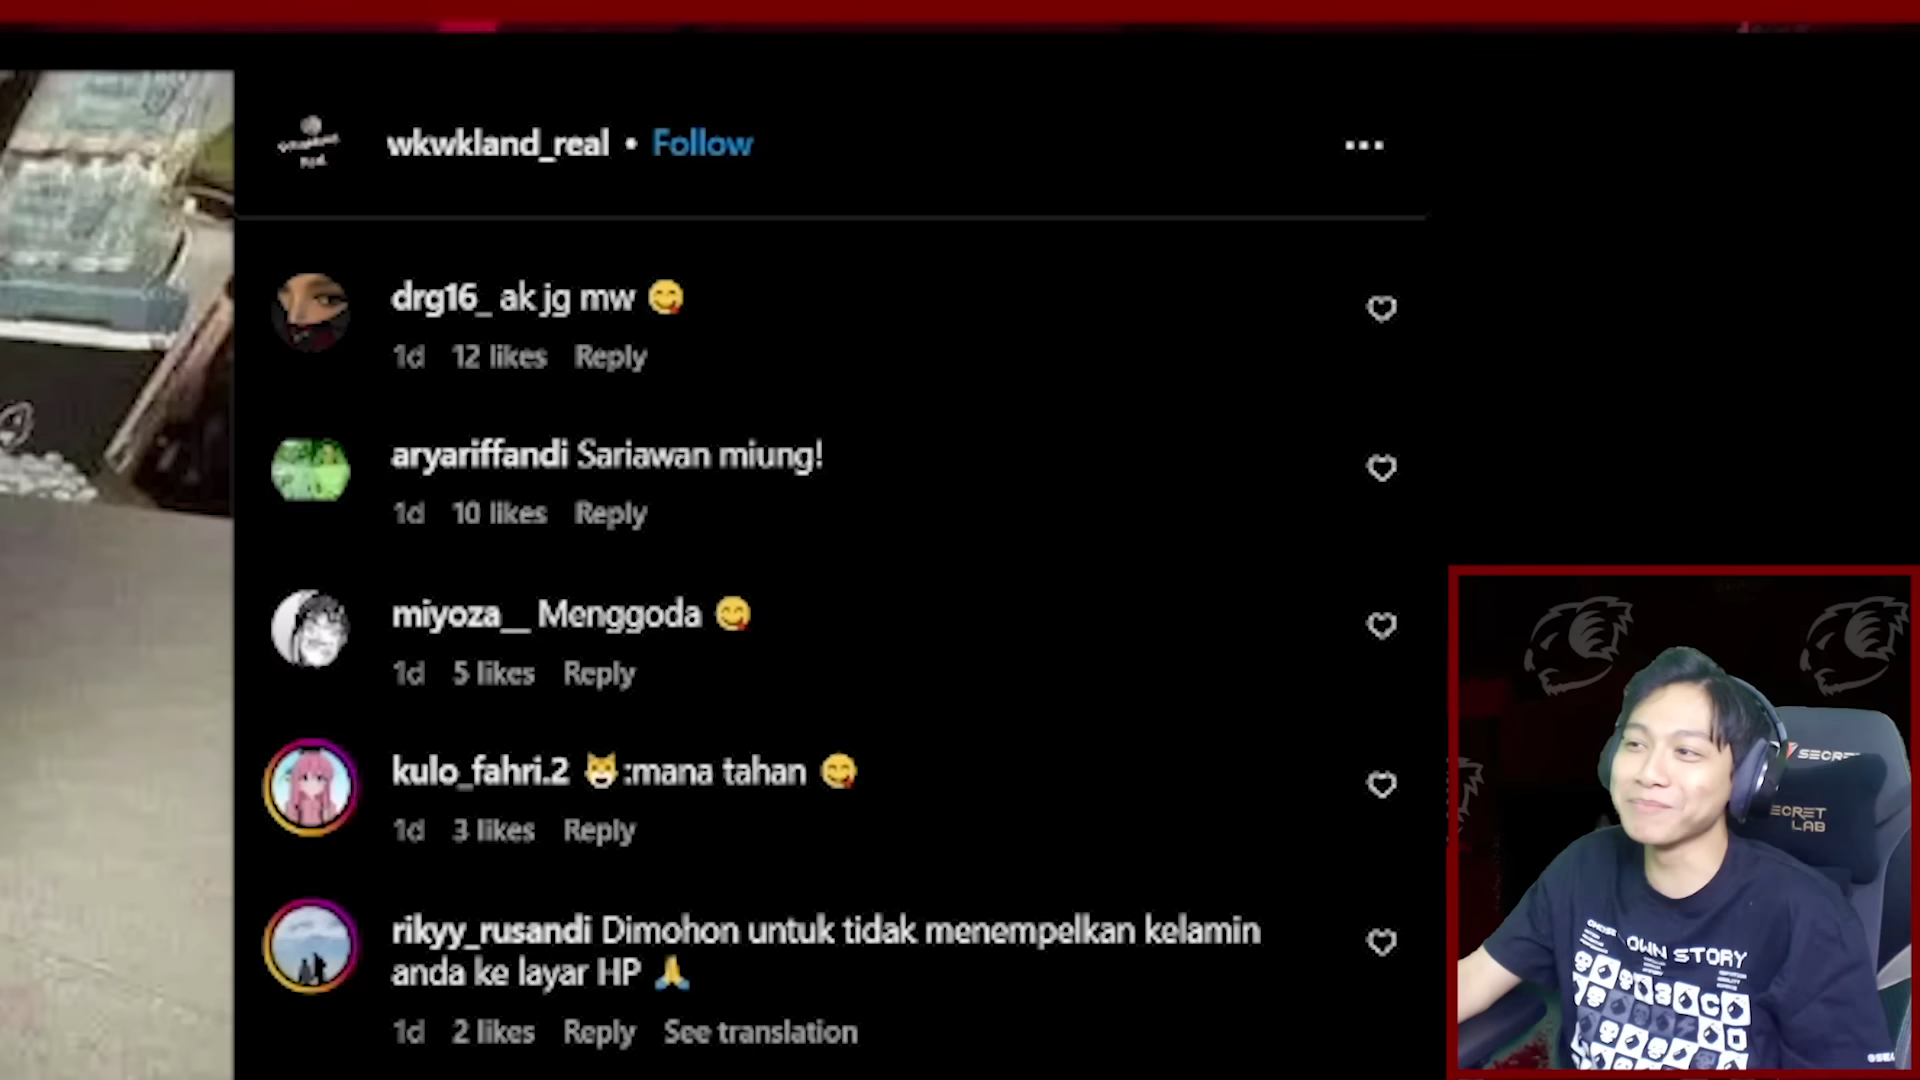 wkwkland_real • Follow
drg16_ ak jg mw 😋
1d 12 likes Reply
aryariffandi Sariawan miung!
1d 10 likes Reply
miyoza__ Menggoda 😋
1d 5 likes Reply
kulo_fahri.2 😺:mana tahan 😋
1d 3 likes Reply
rikyy_rusandi Dimohon untuk tidak menempelkan kelamin
anda ke layar HP 🙏
1d 2 likes Reply See translation
SECRET
LAB
OWN STORY